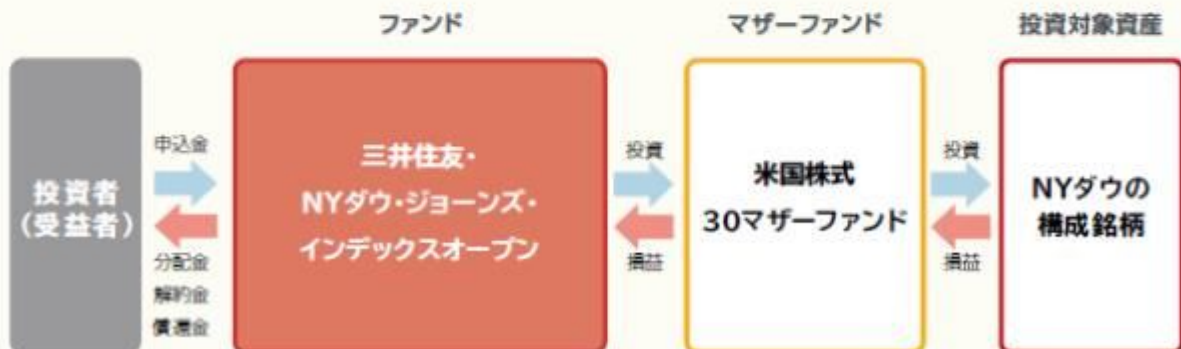 ファンド
マザーファンド
投資対象資産
投資者
(受益者)
申込金
分配金
解約金
償還金
三井住友・
NYダウ・ジョーンズ・
インデックスオープン
投資
損益
米国株式
30マザーファンド
投資
損益
NYダウの
構成銘柄